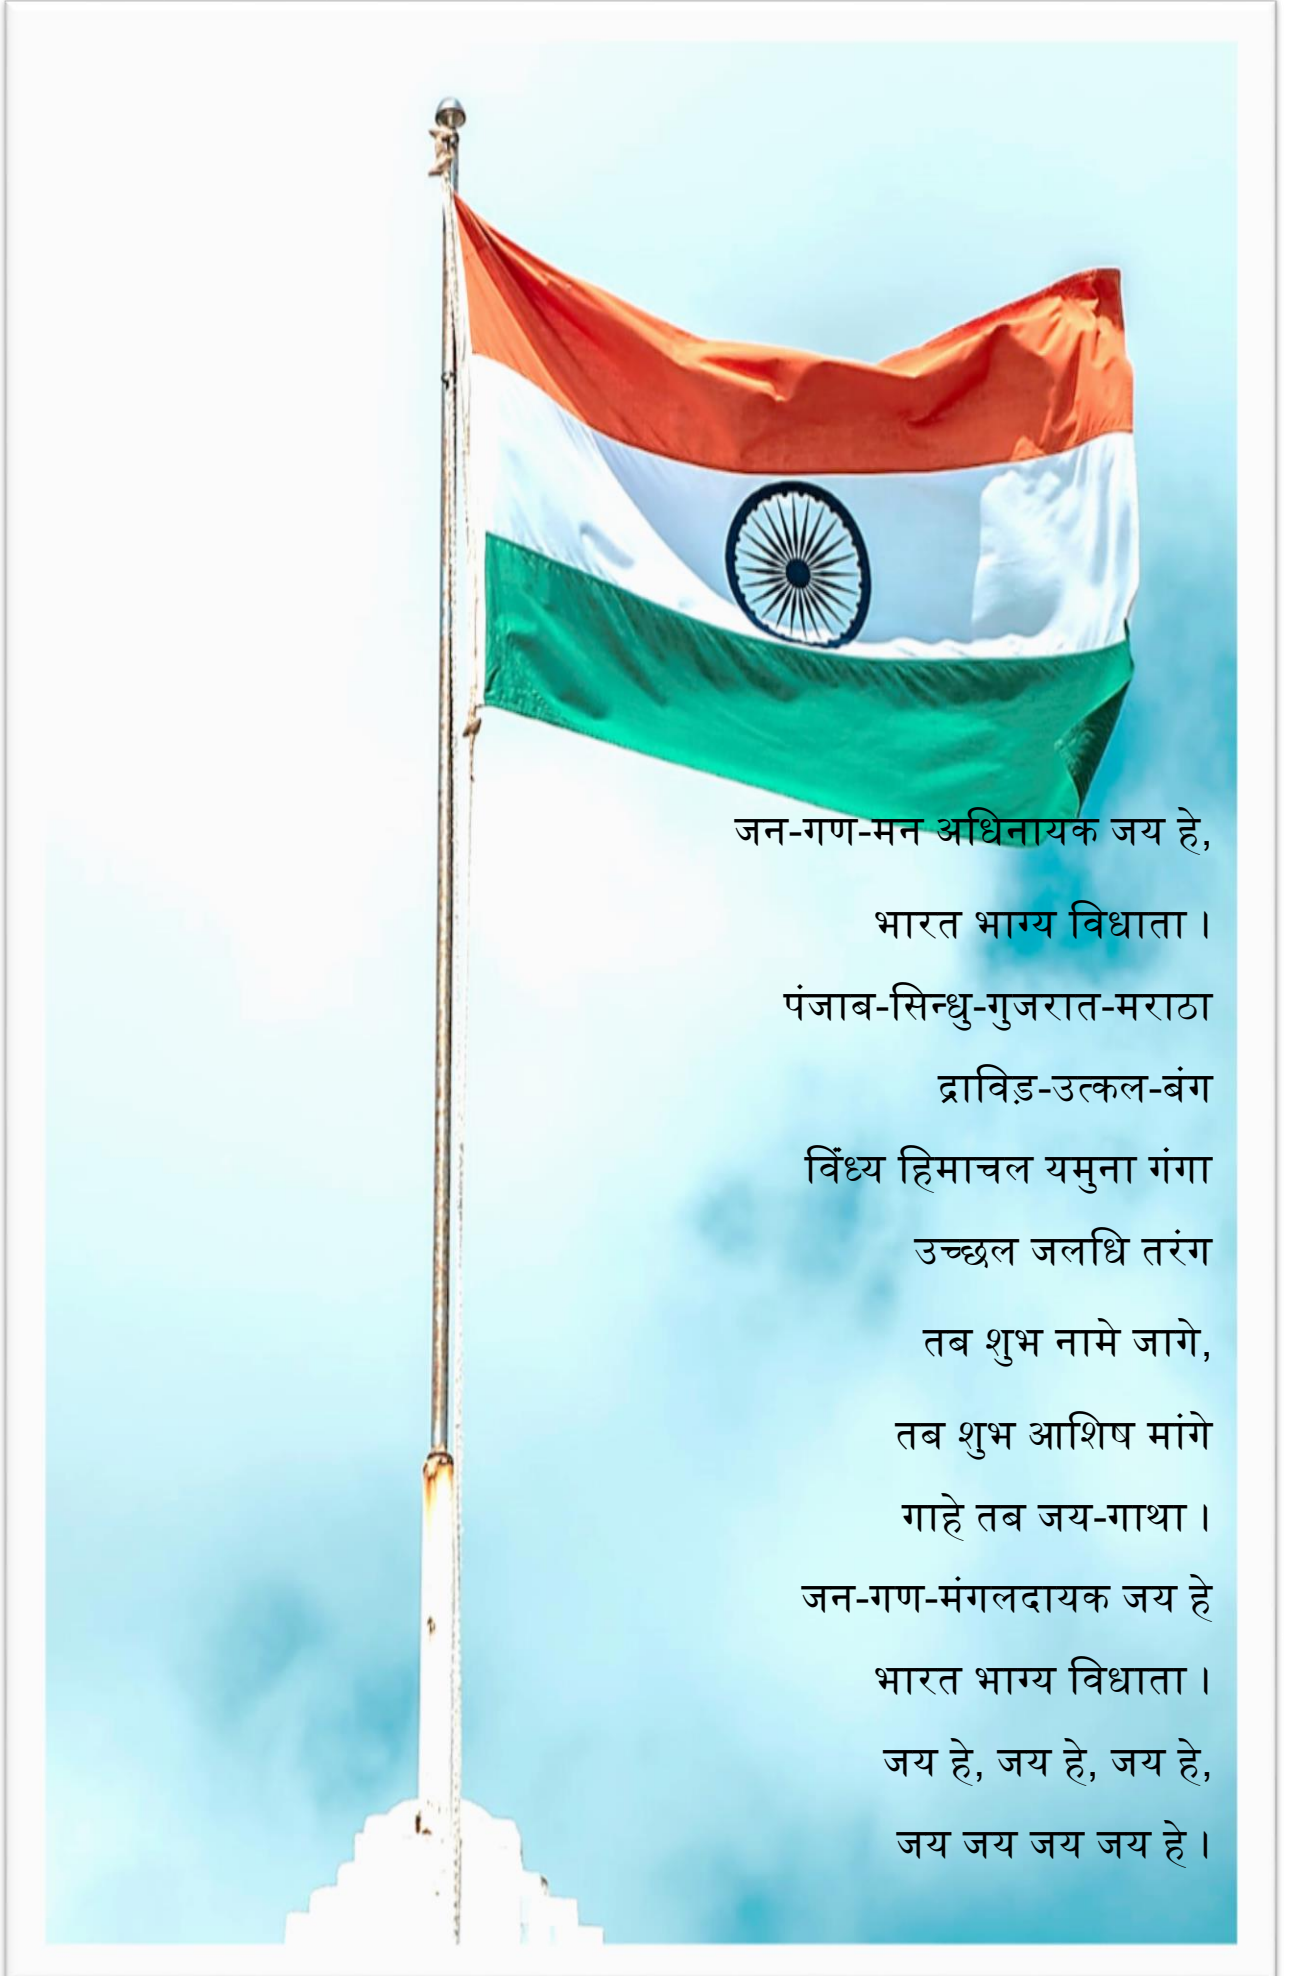 जन-गण-मन अधिनायक जय हे,
भारत भाग्य विधाता ।
पंजाब-सिन्धु-गुजरात-मराठा
द्राविड़-उत्कल-बंग
विंध्य हिमाचल यमुना गंगा
उच्छल जलधि तरंग
तब शुभ नामे जागे,
तब शुभ आशिष मांगे
गाहे तब जय-गाथा ।
जन-गण-मंगलदायक जय हे
भारत भाग्य विधाता ।
जय हे, जय हे, जय हे,
जय जय जय जय हे ।